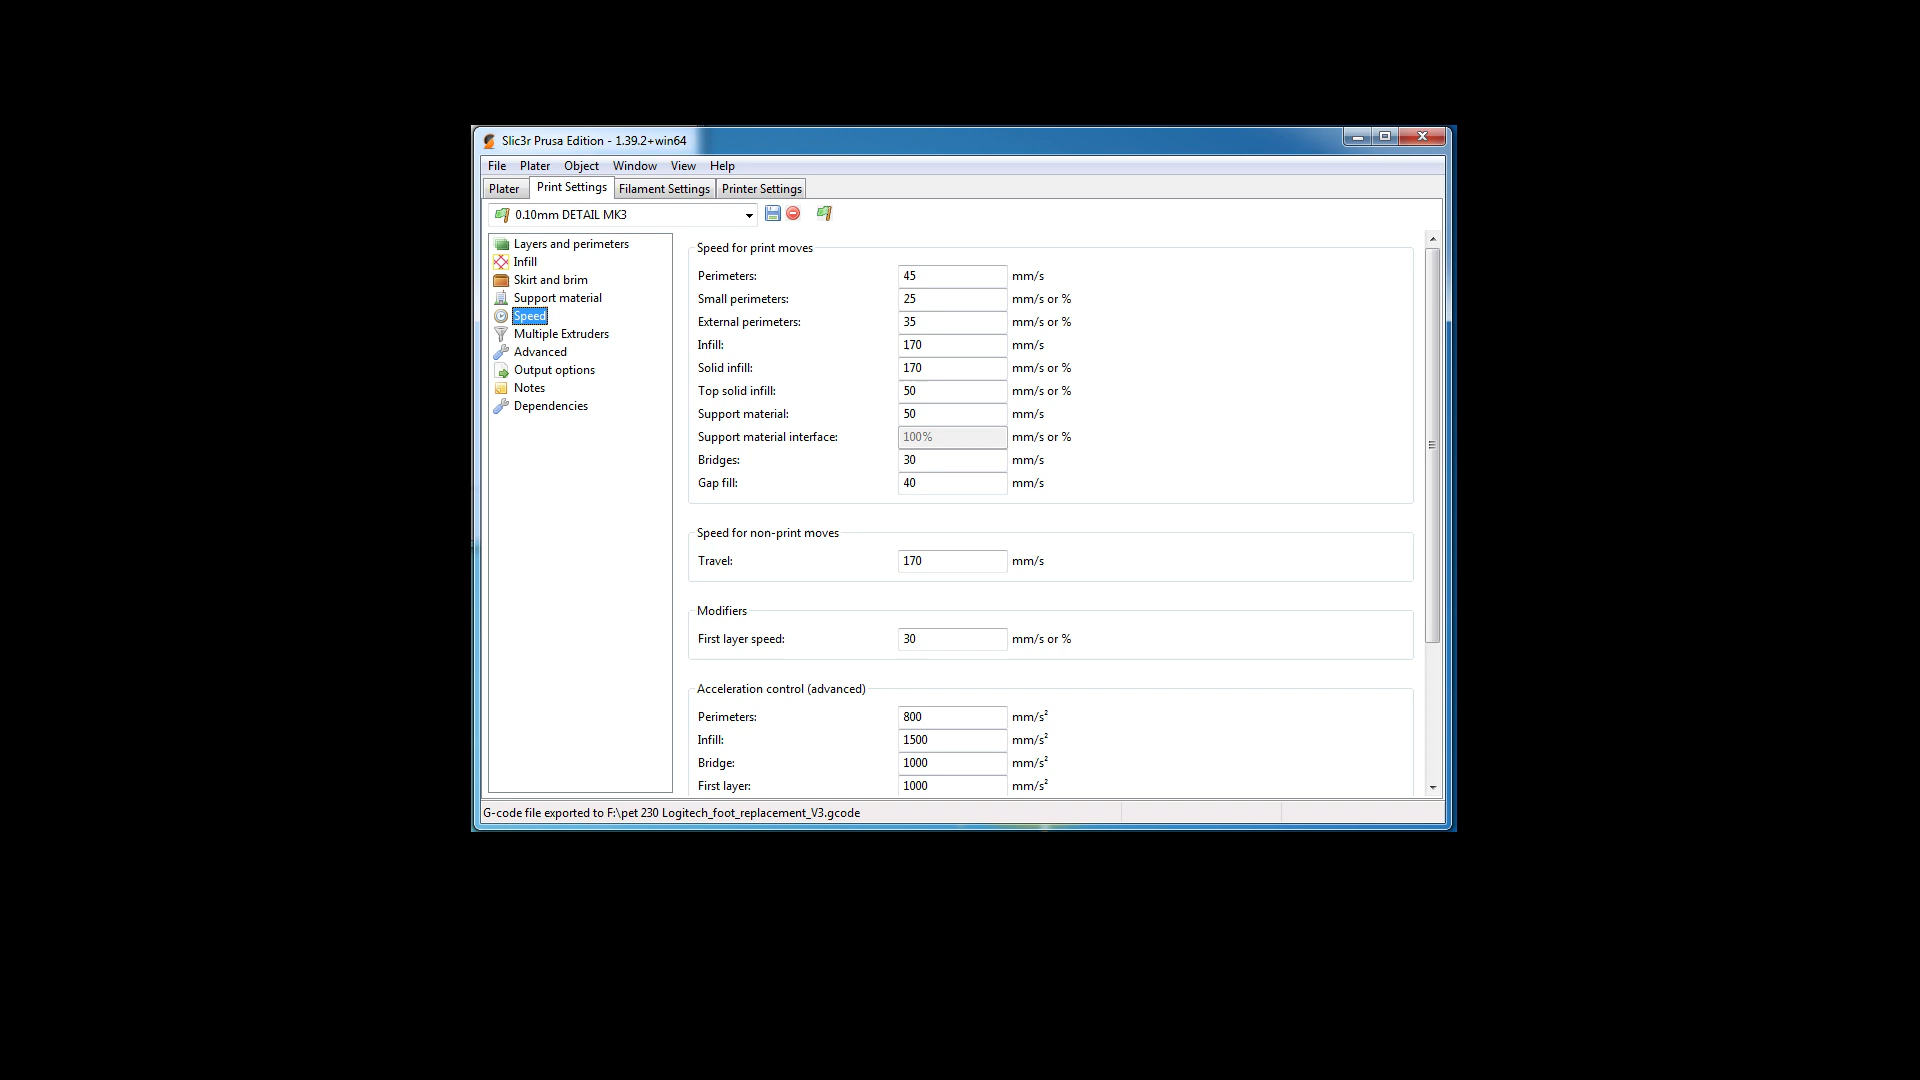 Slic3r Prusa Edition - 1.39.2+win64
File Plater Object Window View Help
Plater Print Settings Filament Settings Printer Settings
0.10mm DETAIL MK3
Layers and perimeters
Infill
Skirt and brim
Support material
Speed
Multiple Extruders
Advanced
Output options
Notes
Dependencies
Speed for print moves
Perimeters: 45 mm/s
Small perimeters: 25 mm/s or %
External perimeters: 35 mm/s or %
Infill: 170 mm/s
Solid infill: 170 mm/s or %
Top solid infill: 50 mm/s or %
Support material: 50 mm/s
Support material interface: 100% mm/s or %
Bridges: 30 mm/s
Gap fill: 40 mm/s
Speed for non-print moves
Travel: 170 mm/s
Modifiers
First layer speed: 30 mm/s or %
Acceleration control (advanced)
Perimeters: 800 mm/s²
Infill: 1500 mm/s²
Bridge: 1000 mm/s²
First layer: 1000 mm/s²
G-code file exported to F:\pet 230 Logitech_foot_replacement_V3.gcode